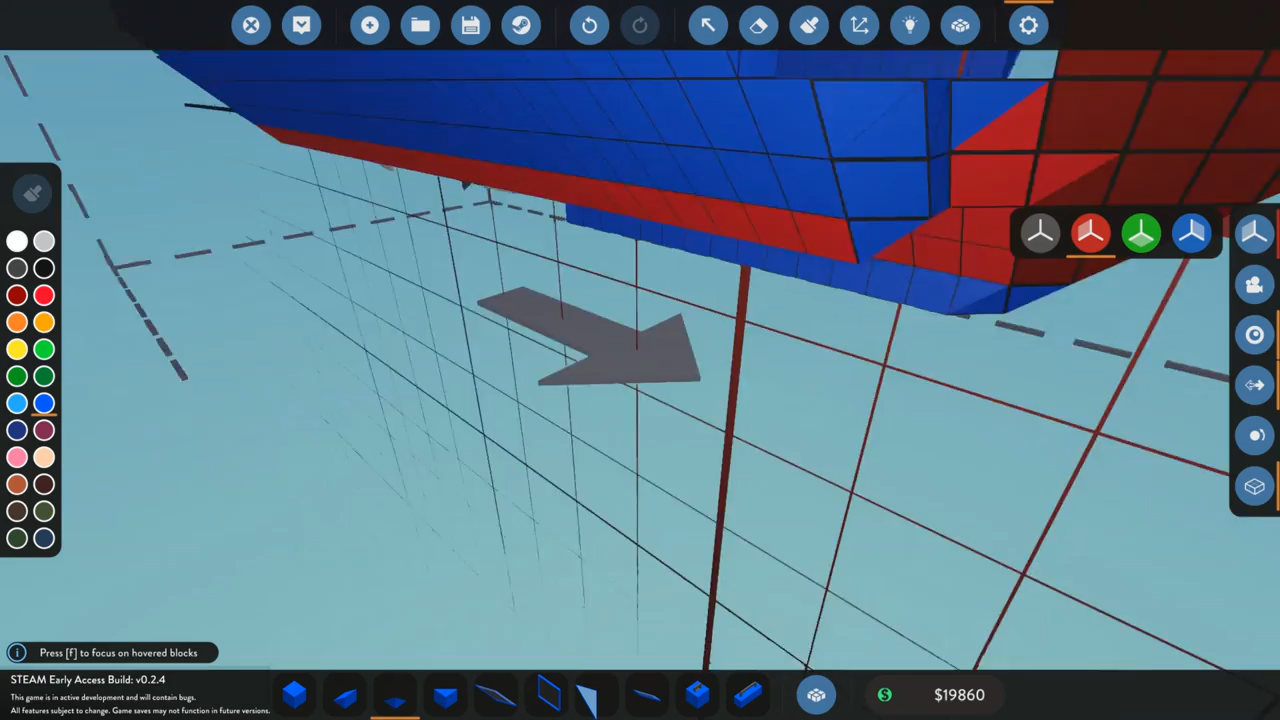 Press [f] to focus on hovered blocks
STEAM Early Access Build: v0.2.4
This game is in active development and will contain bugs.
All features subject to change. Game saves may not function in future versions.
$ $19860